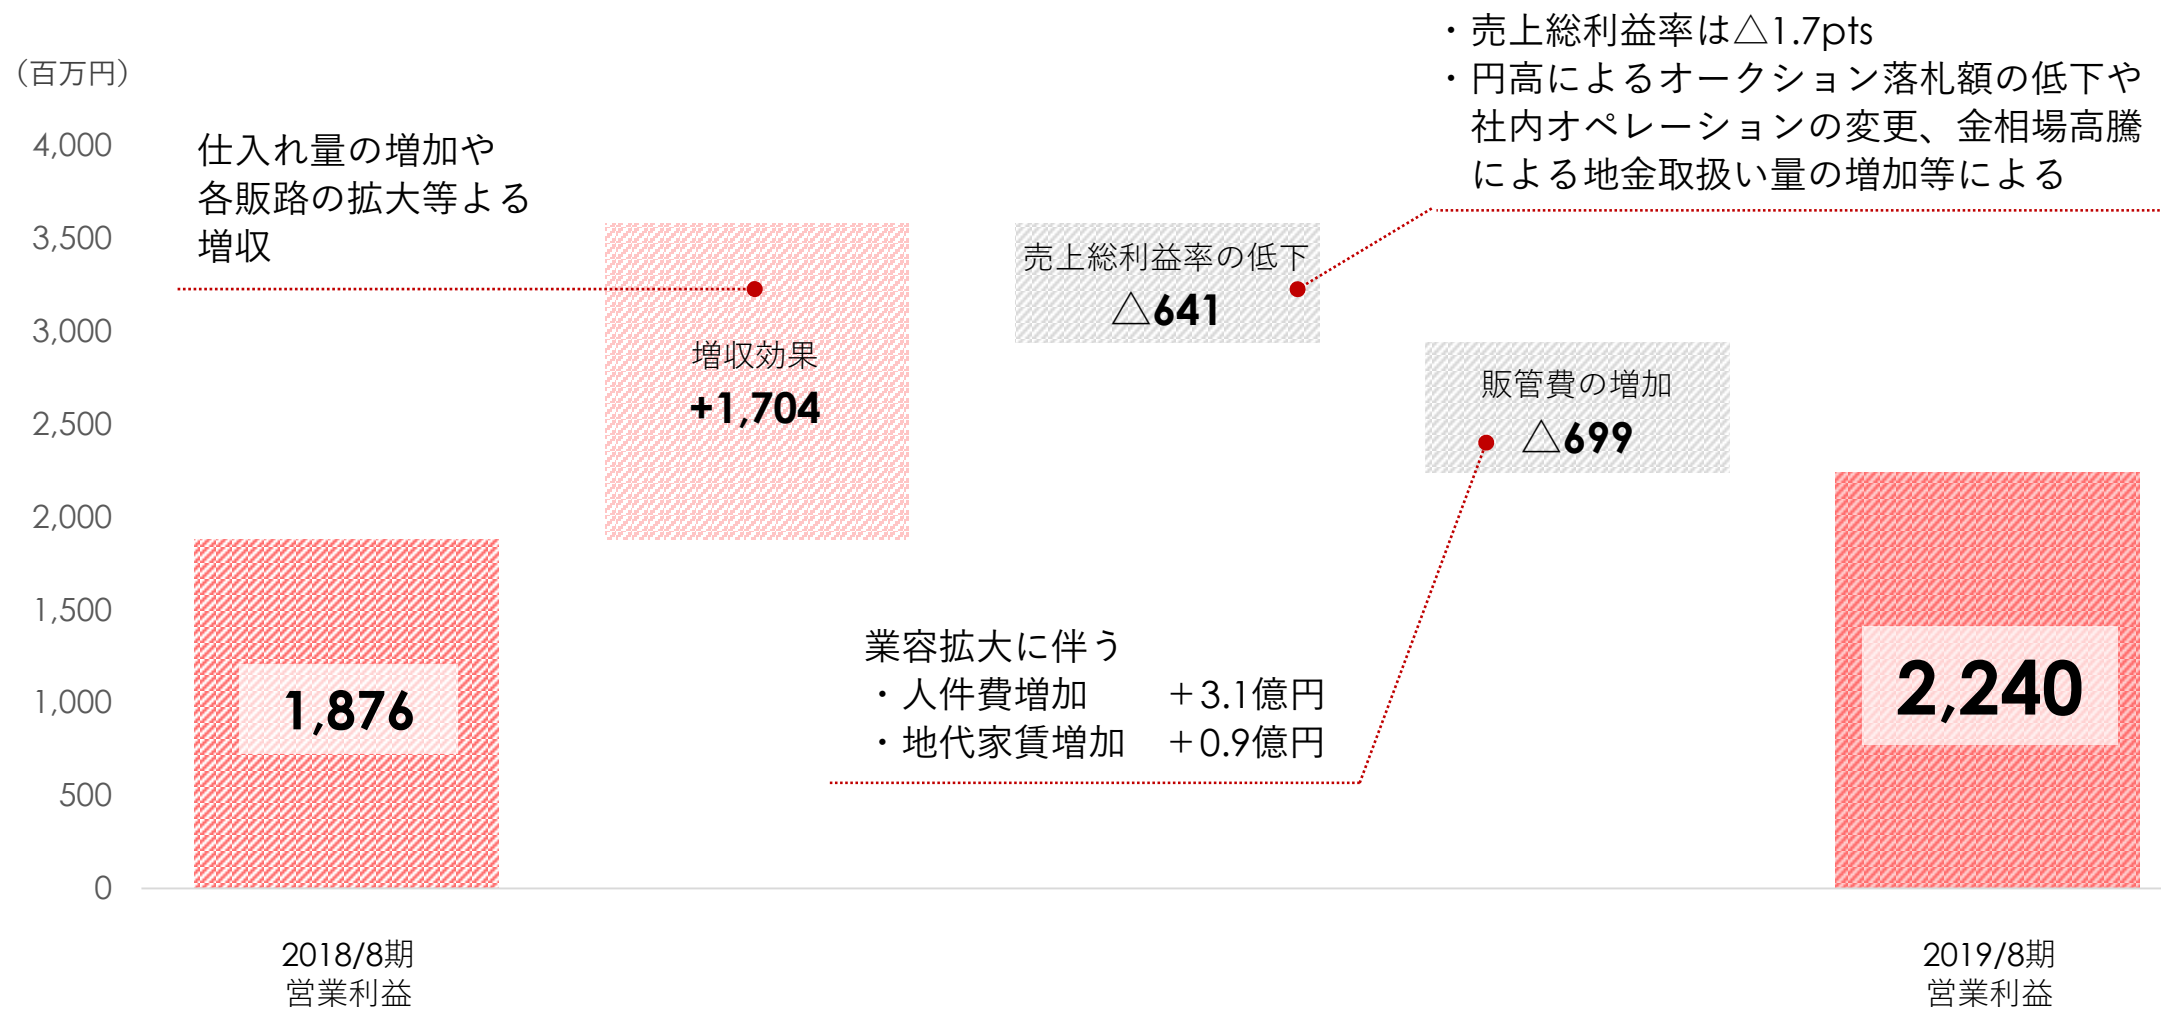 （百万円）
4,000
3,500
3,000
2,500
2,000
1,500
1,000
500
0
仕入れ量の増加や
各販路の拡大等よる
増収
・売上総利益率は△1.7pts
・円高によるオークション落札額の低下や
社内オペレーションの変更、金相場高騰
による地金取扱い量の増加等による
増収効果
+1,704
売上総利益率の低下
△641
販管費の増加
△699
業容拡大に伴う
・人件費増加　　＋3.1億円
・地代家賃増加　＋0.9億円
1,876
2,240
2018/8期
営業利益
2019/8期
営業利益